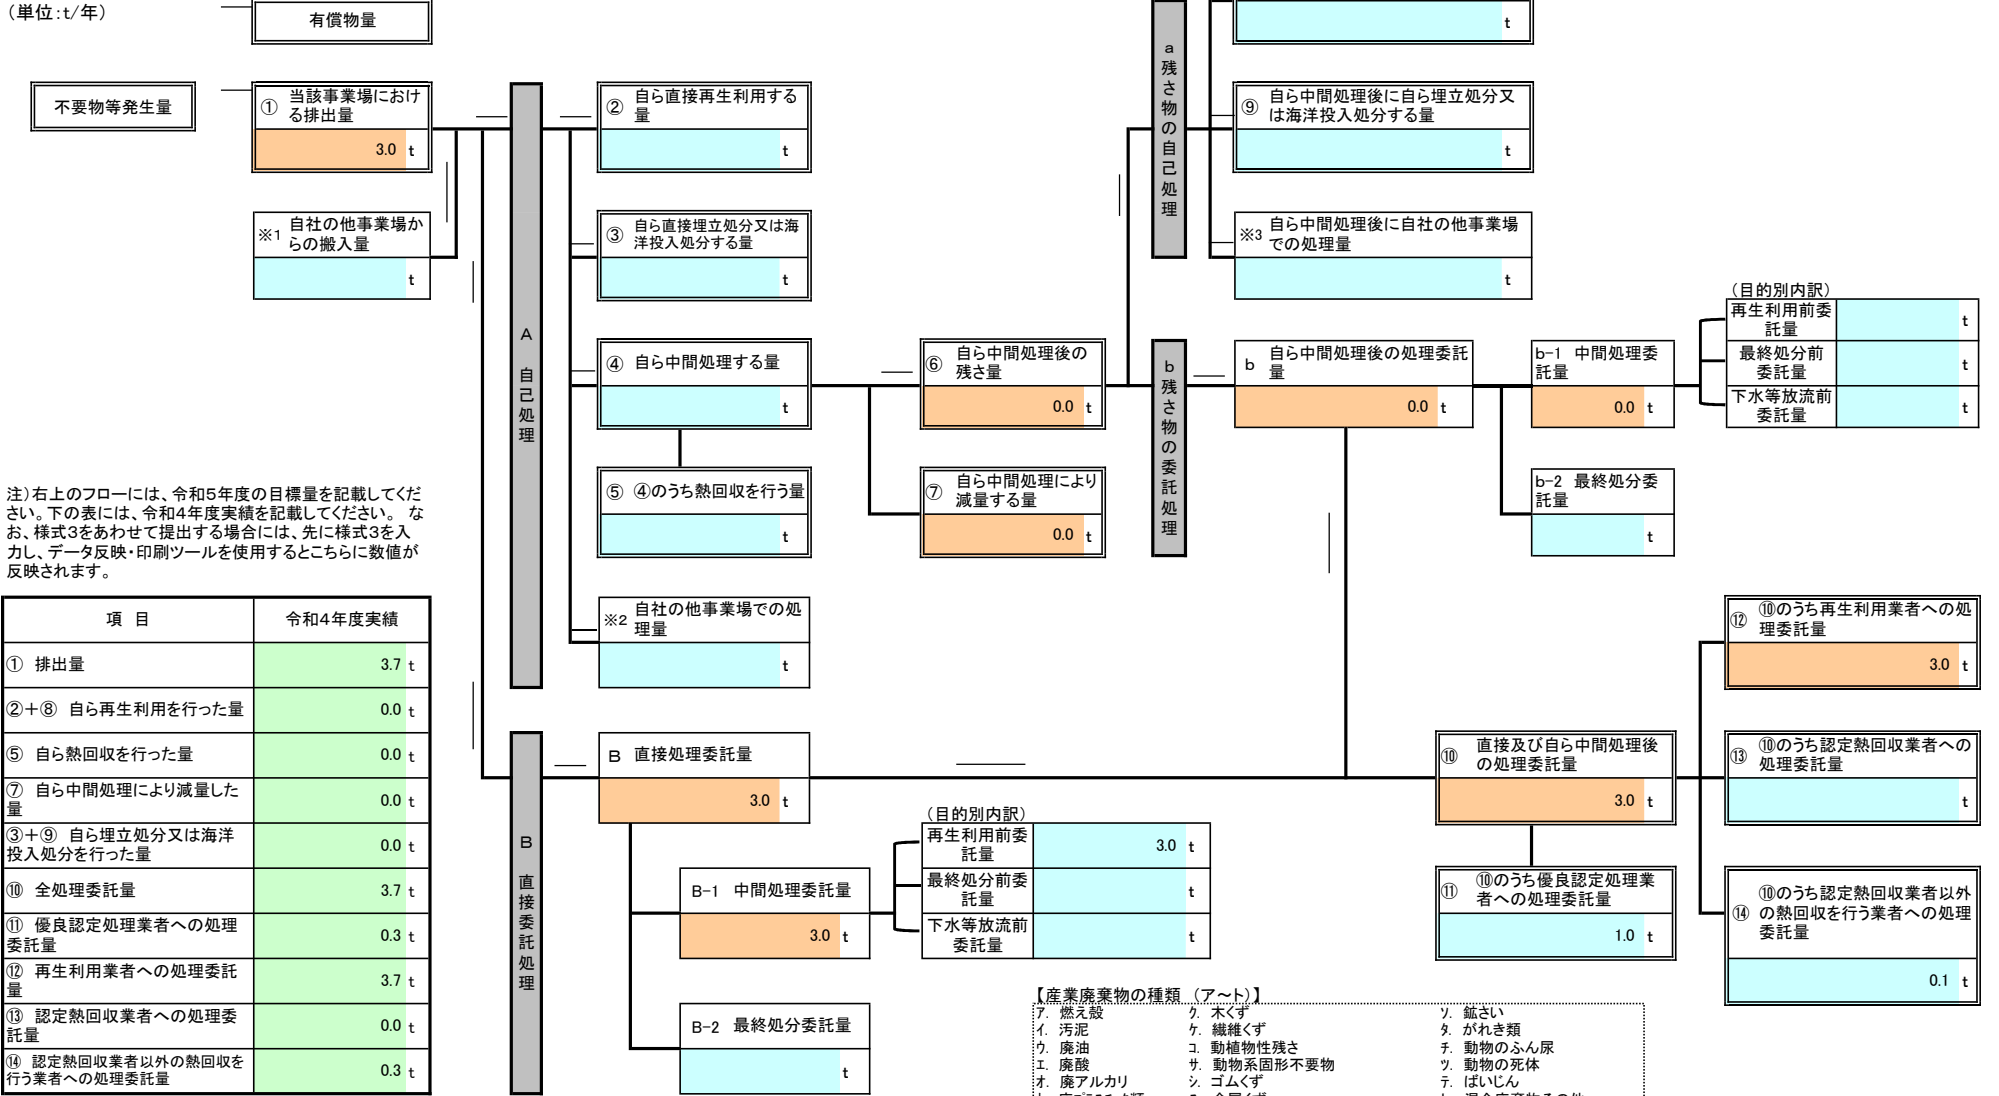 (単位:t/年)
有償物量
t
不要物等発生量
① 当該事業場におけ
る排出量
3.0 t
※1 自社の他事業場か
らの搬入量
t
A 自己処理
② 自ら直接再生利用する
量
t
③ 自ら直接埋立処分又は海
洋投入処分する量
t
④ 自ら中間処理する量
t
⑤ ④のうち熱回収を行う量
t
※2 自社の他事業場での処
理量
t
⑥ 自ら中間処理後の
残さ量
0.0 t
⑦ 自ら中間処理により
減量する量
0.0 t
a残さ物の自己処理
⑨ 自ら中間処理後に自ら埋立処分又
は海洋投入処分する量
t
※3 自ら中間処理後に自社の他事業場
での処理量
t
b残さ物の委託処理
b 自ら中間処理後の処理委託
量
0.0 t
b-1 中間処理委
託量
0.0 t
b-2 最終処分委
託量
t
(目的別内訳)
再生利用前委
託量
t
最終処分前
委託量
t
下水等放流前
委託量
t
注)右上のフローには、令和5年度の目標量を記載してくだ
さい。下の表には、令和4年度実績を記載してください。 な
お、様式3をあわせて提出する場合には、先に様式3を入
力し、データ反映・印刷ツールを使用するとこちらに数値が
反映されます。
項 目 令和4年度実績
① 排出量 3.7 t
②+⑧ 自ら再生利用を行った量 0.0 t
⑤ 自ら熱回収を行った量 0.0 t
⑦ 自ら中間処理により減量した
量 0.0 t
③+⑨ 自ら埋立処分又は海洋
投入処分を行った量 0.0 t
⑩ 全処理委託量 3.7 t
⑪ 優良認定処理業者への処理
委託量 0.3 t
⑫ 再生利用業者への処理委託
量 3.7 t
⑬ 認定熱回収業者への処理委
託量 0.0 t
⑭ 認定熱回収業者以外の熱回収を
行う業者への処理委託量 0.3 t
B 直接委託処理
B 直接処理委託量
3.0 t
B-1 中間処理委託量
3.0 t
B-2 最終処分委託量
t
(目的別内訳)
再生利用前委
託量
3.0 t
最終処分前委
託量
t
下水等放流前
委託量
t
⑩ 直接及び自ら中間処理後
の処理委託量
3.0 t
⑪ ⑩のうち優良認定処理業
者への処理委託量
1.0 t
⑫ ⑩のうち再生利用業者への処
理委託量
3.0 t
⑬ ⑩のうち認定熱回収業者への
処理委託量
t
⑭ ⑩のうち認定熱回収業者以外
の熱回収を行う業者への処理
委託量
0.1 t
【産業廃棄物の種類 (ア~ト)】
ア. 燃え殻 ク. 木くず ソ. 鉱さい
イ. 汚泥 ケ. 繊維くず タ. がれき類
ウ. 廃油 コ. 動植物性残さ チ. 動物のふん尿
エ. 廃酸 サ. 動物系固形不要物 ツ. 動物の死体
オ. 廃アルカリ シ. ゴムくず テ. ばいじん